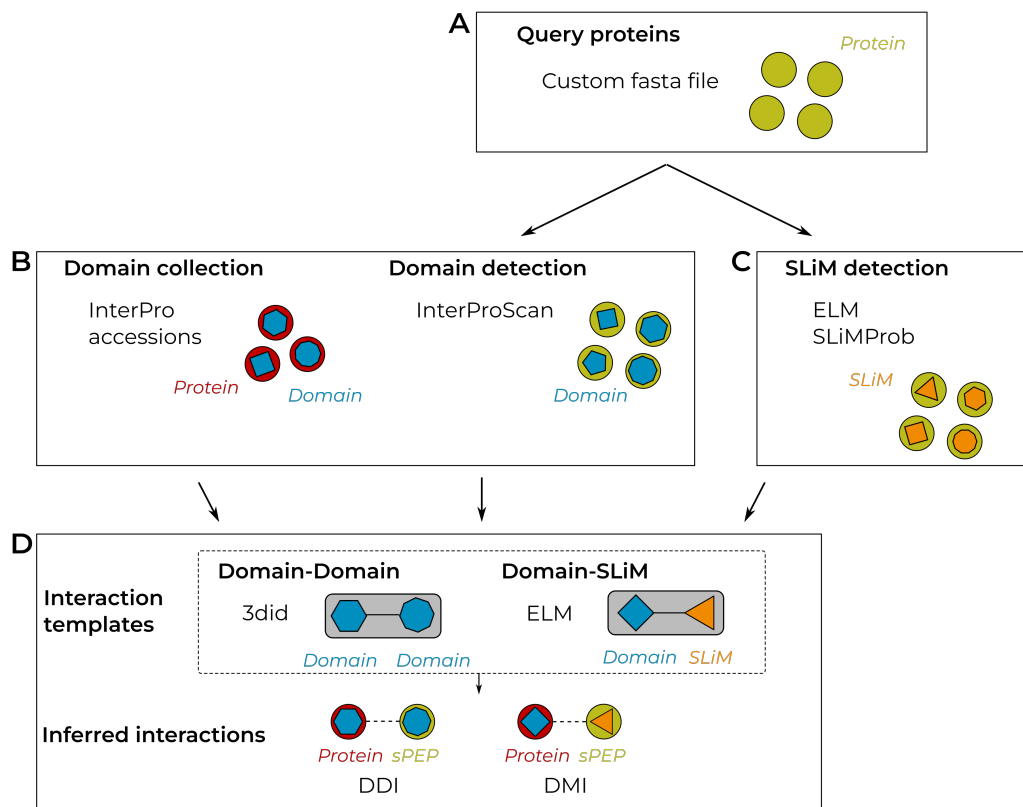 A
Query proteins
Protein
Custom fasta file
B
Domain collection
InterPro
accessions
Protein
Domain
Domain detection
InterProScan
Domain
C
SLiM detection
ELM
SLiMProb
SLiM
D
Interaction
templates
Domain-Domain
3did
Domain Domain
Domain-SLiM
ELM
Domain SLiM
Inferred interactions
Protein sPEP
DDI
Protein sPEP
DMI